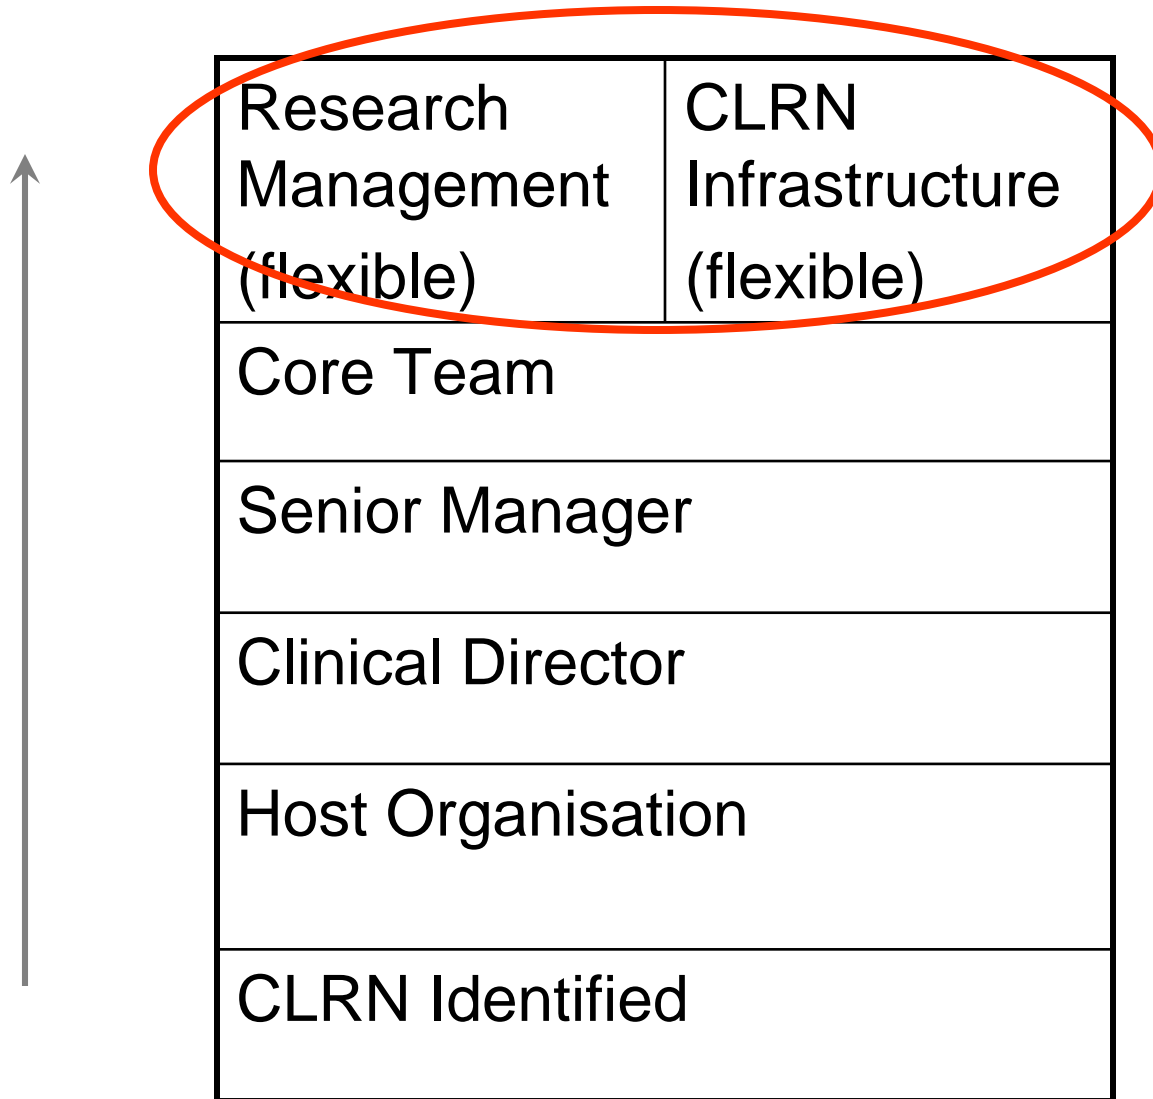 Research
Management
(flexible)
CLRN
Infrastructure
(flexible)
Core Team
Senior Manager
Clinical Director
Host Organisation
CLRN Identified